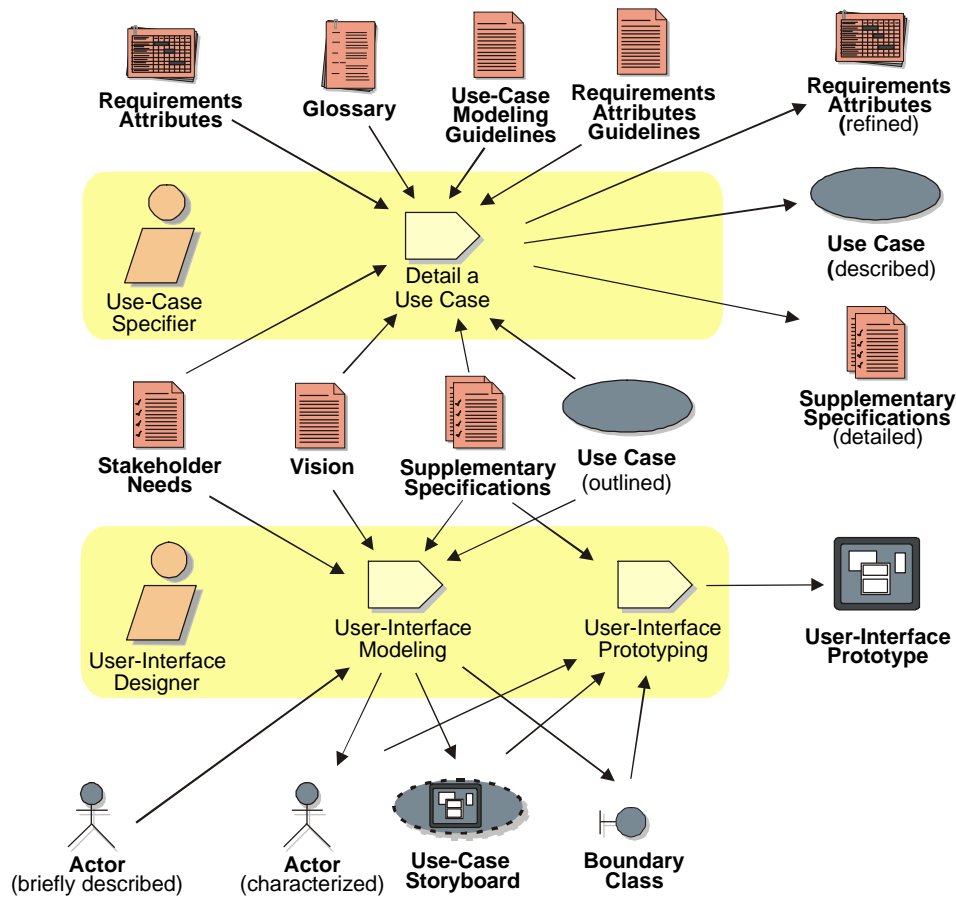 Requirements
Attributes
Glossary
Use-Case
Modeling
Guidelines
Requirements
Attributes
Guidelines
Requirements
Attributes
(refined)
Use-Case
Specifier
Detail a
Use Case
Use Case
(described)
Stakeholder
Needs
Vision
Supplementary
Specifications
Use Case
(outlined)
Supplementary
Specifications
(detailed)
User-Interface
Designer
User-Interface
Modeling
User-Interface
Prototyping
User-Interface
Prototype
Actor
(briefly described)
Actor
(characterized)
Use-Case
Storyboard
Boundary
Class